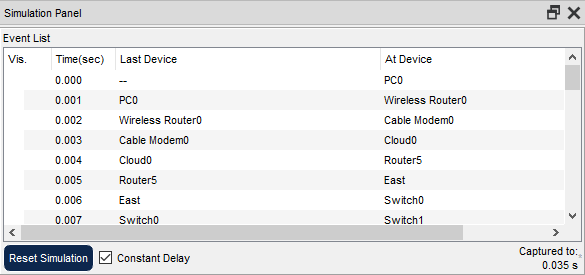 Simulation Panel
Event List
Vis. Time(sec) Last Device At Device
0.000 -- PC0
0.001 PC0 Wireless Router0
0.002 Wireless Router0 Cable Modem0
0.003 Cable Modem0 Cloud0
0.004 Cloud0 Router5
0.005 Router5 East
0.006 East Switch0
0.007 Switch0 Switch1
Reset Simulation Constant Delay Captured to:
0.035 s